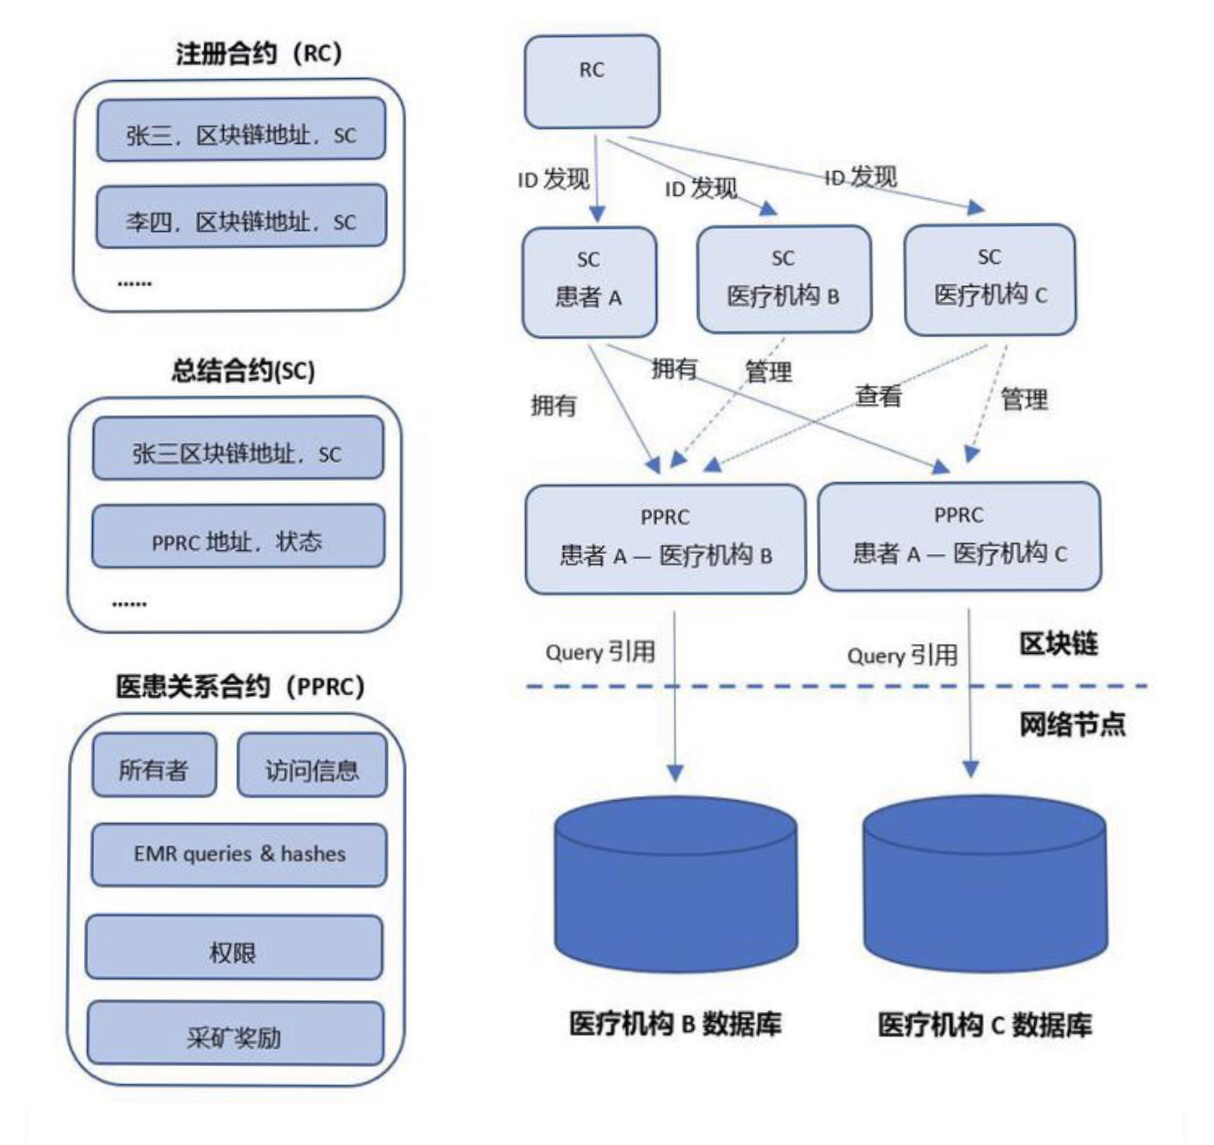 注册合约（RC）
张三，区块链地址，SC
李四，区块链地址，SC
......
总结合约(SC)
张三区块链地址，SC
PPRC 地址，状态
......
医患关系合约（PPRC）
所有者
访问信息
EMR queries & hashes
权限
采矿奖励
RC
ID 发现
ID 发现
ID 发现
SC
患者 A
SC
医疗机构 B
SC
医疗机构 C
拥有
拥有
管理
查看
管理
PPRC
患者 A — 医疗机构 B
PPRC
患者 A — 医疗机构 C
Query 引用
Query 引用
区块链
网络节点
医疗机构 B 数据库
医疗机构 C 数据库